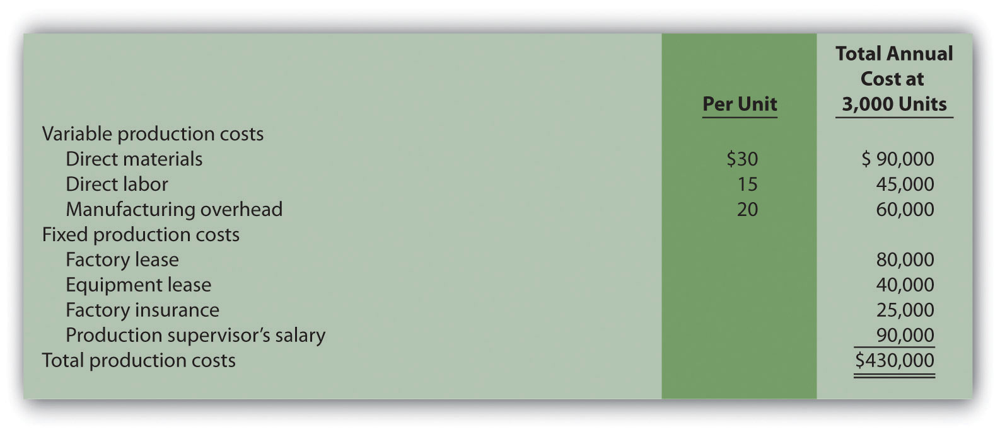 Total Annual
Cost at
Per Unit 3,000 Units
Variable production costs
Direct materials $30 $ 90,000
Direct labor 15 45,000
Manufacturing overhead 20 60,000
Fixed production costs
Factory lease 80,000
Equipment lease 40,000
Factory insurance 25,000
Production supervisor’s salary 90,000
Total production costs $430,000